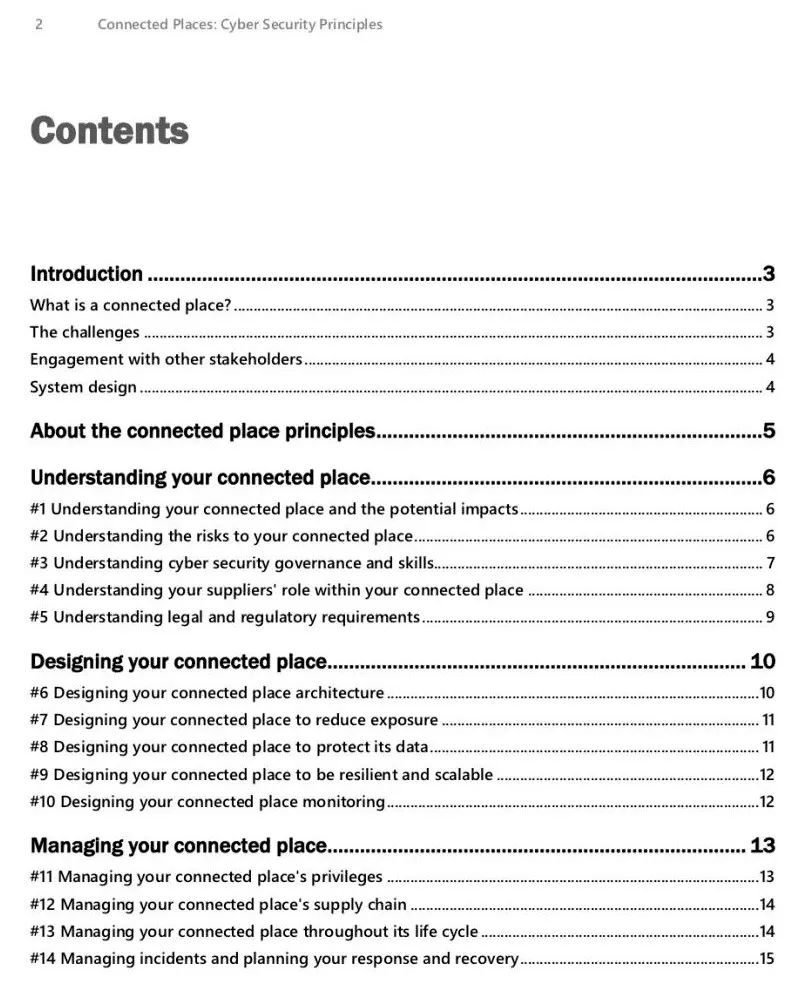 2 Connected Places: Cyber Security Principles
Contents
Introduction ........................................ 3
What is a connected place? ........................................ 3
The challenges ........................................ 3
Engagement with other stakeholders ........................................ 4
System design ........................................ 4
About the connected place principles ........................................ 5
Understanding your connected place ........................................ 6
#1 Understanding your connected place and the potential impacts ........................................ 6
#2 Understanding the risks to your connected place ........................................ 6
#3 Understanding cyber security governance and skills ........................................ 7
#4 Understanding your suppliers' role within your connected place ........................................ 8
#5 Understanding legal and regulatory requirements ........................................ 9
Designing your connected place ........................................ 10
#6 Designing your connected place architecture ........................................ 10
#7 Designing your connected place to reduce exposure ........................................ 11
#8 Designing your connected place to protect its data ........................................ 11
#9 Designing your connected place to be resilient and scalable ........................................ 12
#10 Designing your connected place monitoring ........................................ 12
Managing your connected place ........................................ 13
#11 Managing your connected place's privileges ........................................ 13
#12 Managing your connected place's supply chain ........................................ 14
#13 Managing your connected place throughout its life cycle ........................................ 14
#14 Managing incidents and planning your response and recovery ........................................ 15